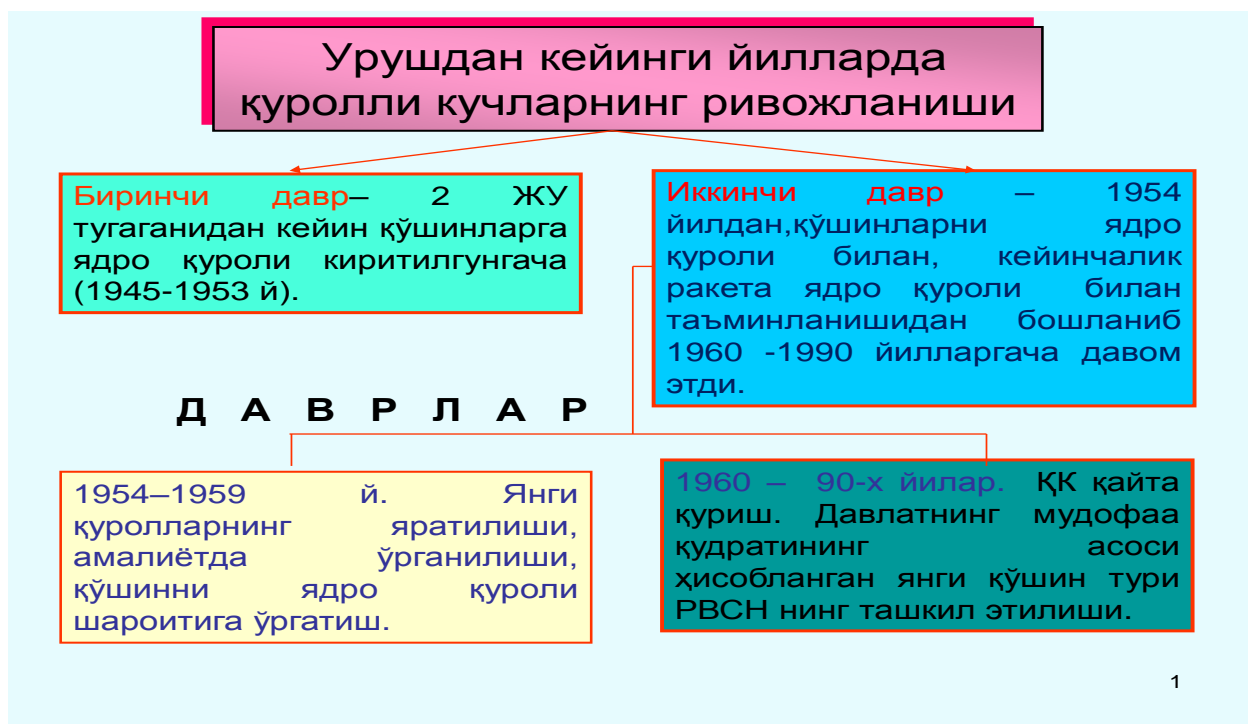 Урушдан кейинги йилларда
қуролли кучларнинг ривожланиши
Биринчи давр– 2 ЖУ
тугаганидан кейин қўшинларга
ядро қуроли киритилгунгача
(1945-1953 й).
Иккинчи давр – 1954
йилдан,қўшинларни ядро
қуроли билан, кейинчалик
ракета ядро қуроли билан
таъминланишидан бошланиб
1960 -1990 йилларгача давом
этди.
Д А В Р Л А Р
1954–1959 й. Янги
қуролларнинг яратилиши,
амалиётда ўрганилиши,
қўшинни ядро қуроли
шароитига ўргатиш.
1960 – 90-х йилар. ҚК қайта
қуриш. Давлатнинг мудофаа
қудратининг асоси
ҳисобланган янги қўшин тури
РВСН нинг ташкил этилиши.
1